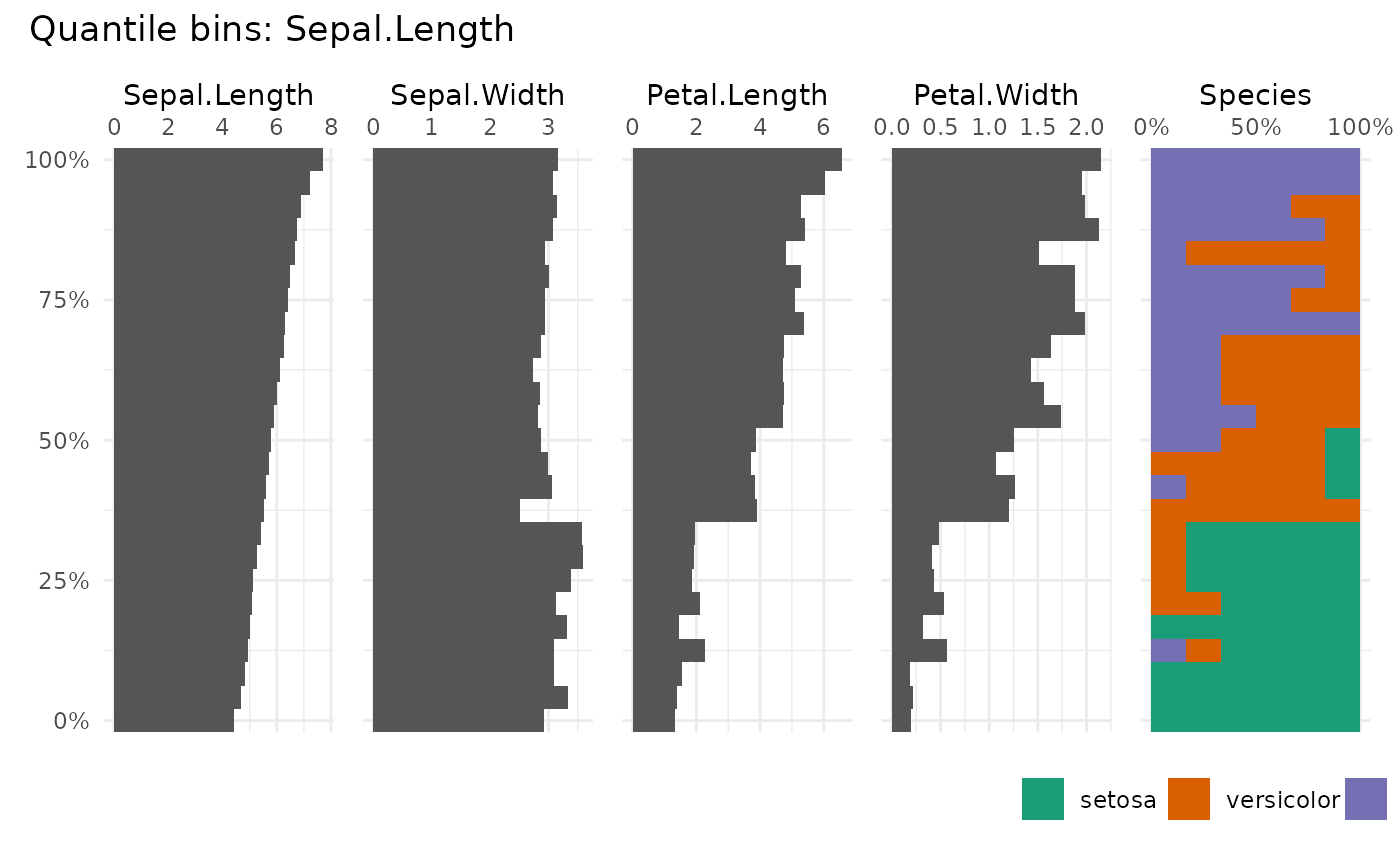 Quantile bins: Sepal.Length
Sepal.Length Sepal.Width Petal.Length Petal.Width Species
0 2 4 6 8 0 1 2 3 0 2 4 6 0.0 0.5 1.0 1.5 2.0 0% 50% 100%
100%
75%
50%
25%
0%
setosa versicolor